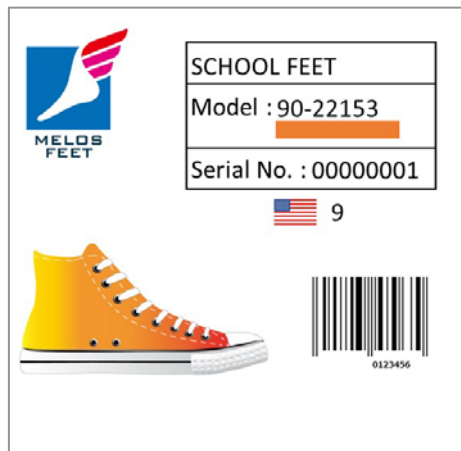 MELOS
FEET
SCHOOL FEET
Model : 90-22153
Serial No. : 00000001
9
0123456